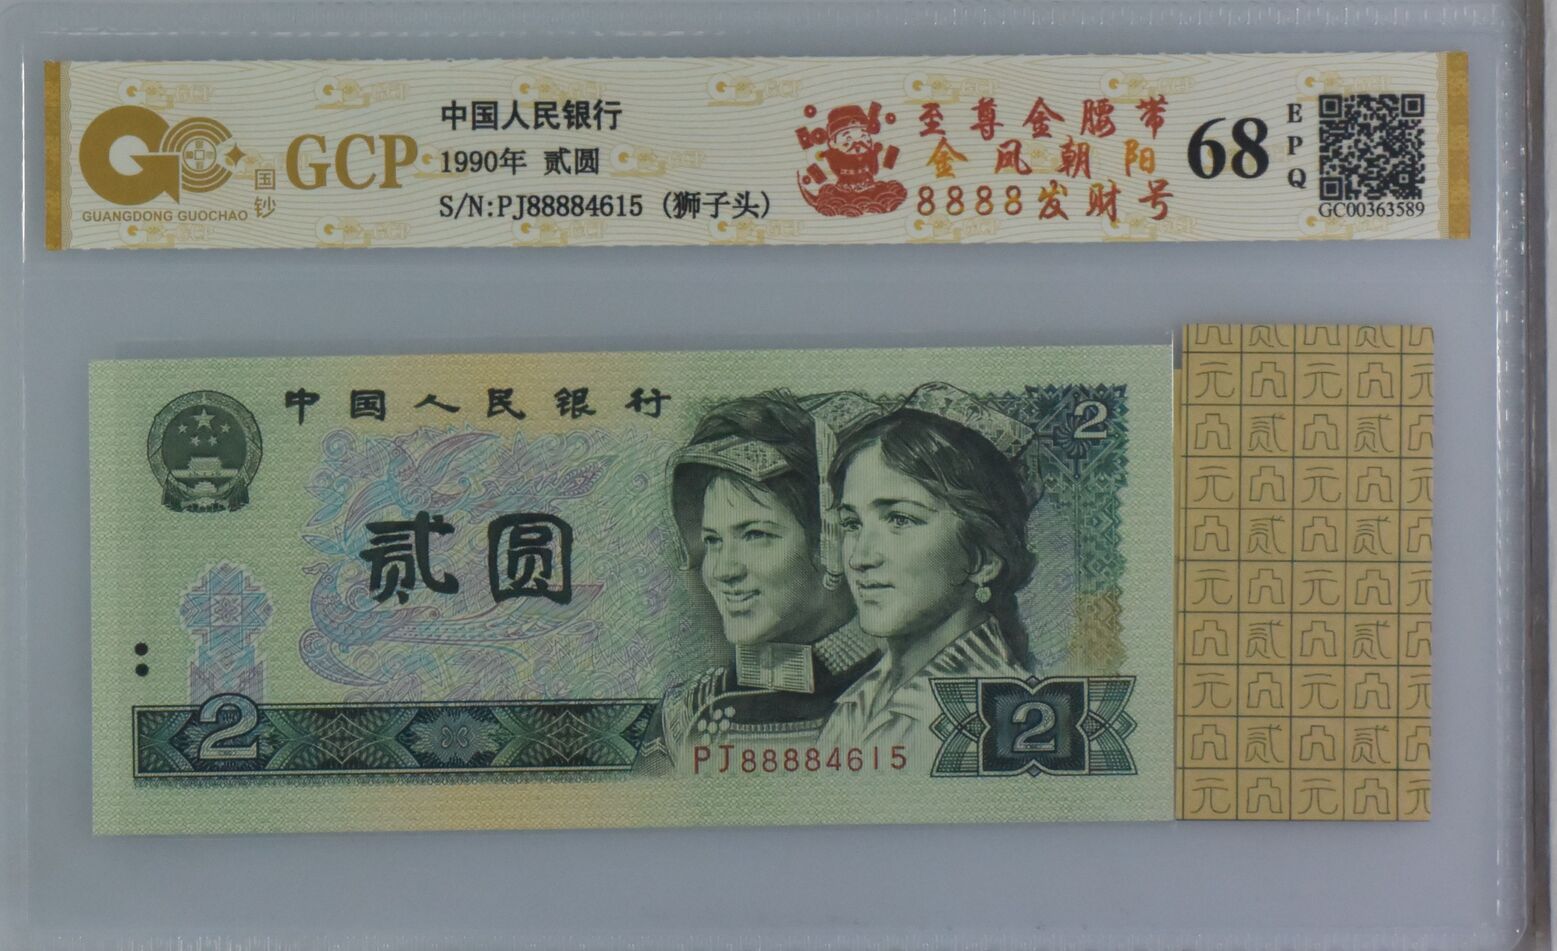 GCP
国钞
GUANGDONG GUOCHAO
中国人民银行
1990年 贰圆
S/N:PJ88884615 (狮子头)
至尊金腰带
金凤朝阳
8888发财号
68
EPQ
GC00363589
中国人民银行
2
贰圆
2
PJ88884615
2